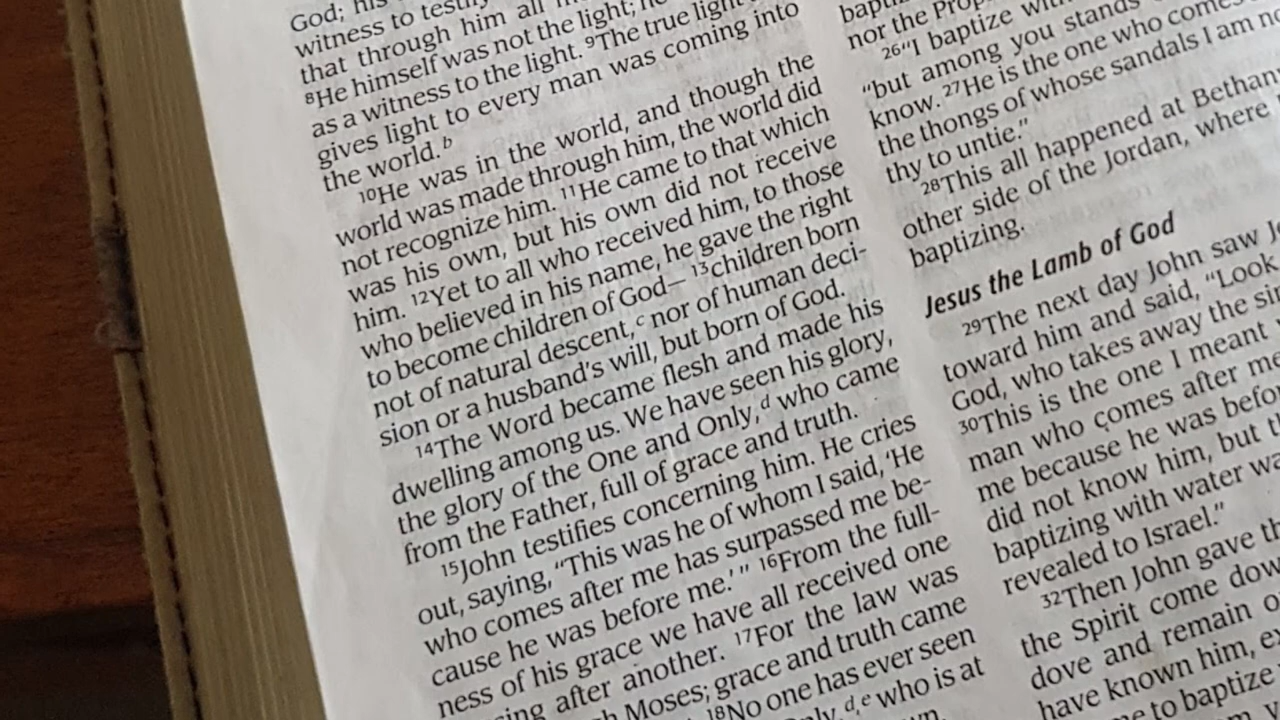 God; his
witness to testify
that through him all
⁸He himself was not the light; he
as a witness to the light. ⁹The true light
gives light to every man was coming into
the world.ᵇ
¹⁰He was in the world, and though the
world was made through him, the world did
not recognize him. ¹¹He came to that which
was his own, but his own did not receive
him. ¹²Yet to all who received him, to those
who believed in his name, he gave the right
to become children of God— ¹³children born
not of natural descent,ᶜ nor of human deci-
sion or a husband's will, but born of God.
¹⁴The Word became flesh and made his
dwelling among us. We have seen his glory,
the glory of the One and Only,ᵈ who came
from the Father, full of grace and truth.
¹⁵John testifies concerning him. He cries
out, saying, “This was he of whom I said, ‘He
who comes after me has surpassed me be-
cause he was before me.’ ” ¹⁶From the full-
ness of his grace we have all received one
sing after another. ¹⁷For the law was
h Moses; grace and truth came
¹⁸No one has ever seen
nly,ᵈ,ᵉ who is at
wn.
bapti
nor the Prop
²⁶“I baptize with
“but among you stands
know. ²⁷He is the one who comes
the thongs of whose sandals I am no
thy to untie.”
²⁸This all happened at Bethan
other side of the Jordan, where
baptizing.
Jesus the Lamb of God
²⁹The next day John saw Je
toward him and said, “Look
God, who takes away the sin
³⁰This is the one I meant
man who comes after me
me because he was befo
did not know him, but t
baptizing with water wa
revealed to Israel.”
³²Then John gave th
the Spirit come dow
dove and remain o
have known him, ex
me to baptize